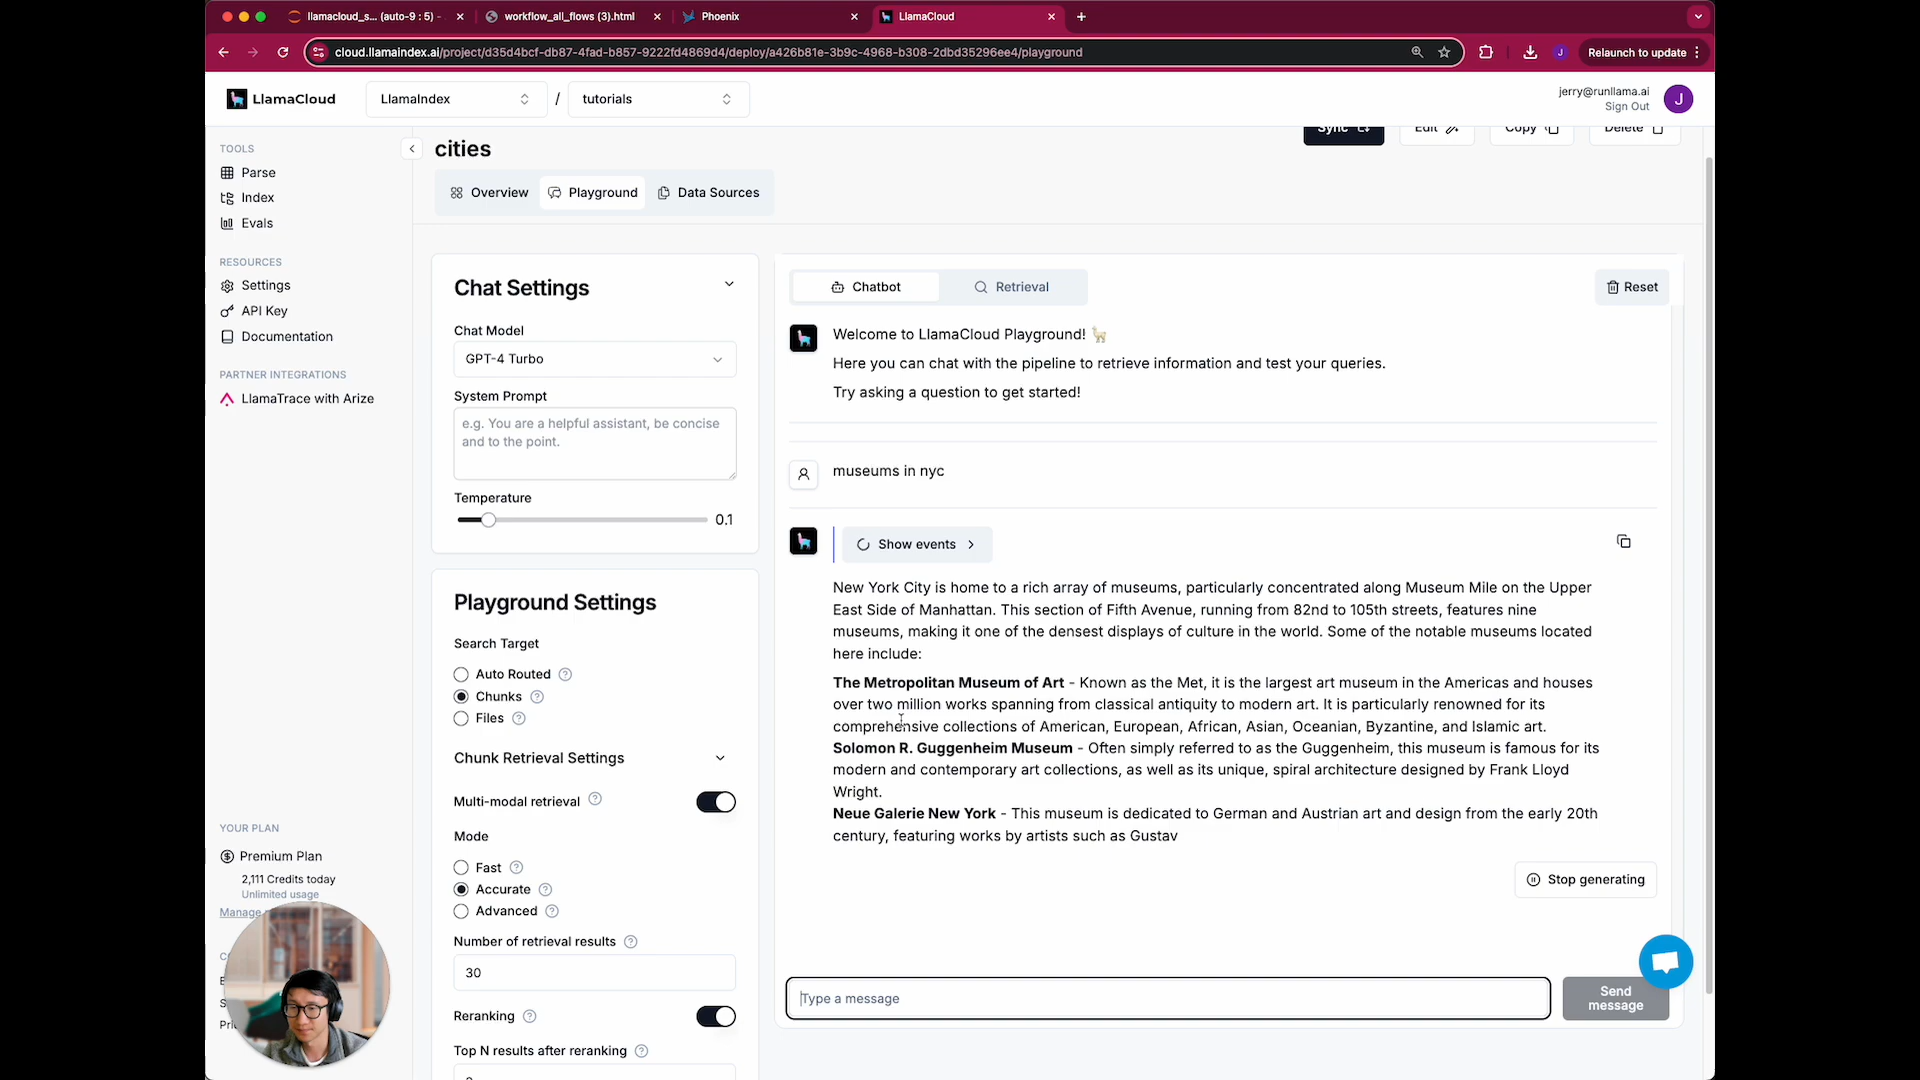 llamacloud_s... (auto-9 : 5) -
workflow_all_flows (3).html
Phoenix
LlamaCloud
cloud.llamaindex.ai/project/d35d4bcf-db87-4fad-b857-9222fd4869d4/deploy/a426b81e-3b9c-4968-b308-2dbd35296ee4/playground
J
Relaunch to update
LlamaCloud
LlamaIndex
/
tutorials
jerry@runllama.ai
Sign Out
J
TOOLS
Parse
Index
Evals
RESOURCES
Settings
API Key
Documentation
PARTNER INTEGRATIONS
LlamaTrace with Arize
YOUR PLAN
Premium Plan
2,111 Credits today
Unlimited usage
Manage
cities
Sync
Edit
Copy
Delete
Overview
Playground
Data Sources
Chat Settings
Chat Model
GPT-4 Turbo
System Prompt
e.g. You are a helpful assistant, be concise
and to the point.
Temperature
0.1
Playground Settings
Search Target
Auto Routed
Chunks
Files
Chunk Retrieval Settings
Multi-modal retrieval
Mode
Fast
Accurate
Advanced
Number of retrieval results
30
Reranking
Top N results after reranking
Chatbot
Retrieval
Reset
Welcome to LlamaCloud Playground! 🦙
Here you can chat with the pipeline to retrieve information and test your queries.
Try asking a question to get started!
museums in nyc
Show events
New York City is home to a rich array of museums, particularly concentrated along Museum Mile on the Upper
East Side of Manhattan. This section of Fifth Avenue, running from 82nd to 105th streets, features nine
museums, making it one of the densest displays of culture in the world. Some of the notable museums located
here include:
The Metropolitan Museum of Art - Known as the Met, it is the largest art museum in the Americas and houses
over two million works spanning from classical antiquity to modern art. It is particularly renowned for its
comprehensive collections of American, European, African, Asian, Oceanian, Byzantine, and Islamic art.
Solomon R. Guggenheim Museum - Often simply referred to as the Guggenheim, this museum is famous for its
modern and contemporary art collections, as well as its unique, spiral architecture designed by Frank Lloyd
Wright.
Neue Galerie New York - This museum is dedicated to German and Austrian art and design from the early 20th
century, featuring works by artists such as Gustav
Stop generating
Type a message
Send
message